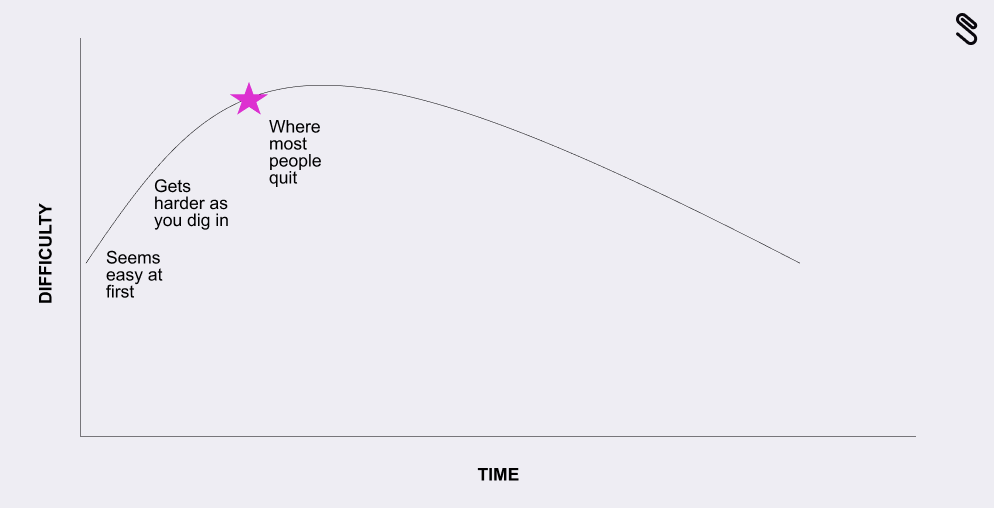 Where
most
people
quit
Gets
harder as
you dig in
Seems
easy at
first
DIFFICULTY
TIME